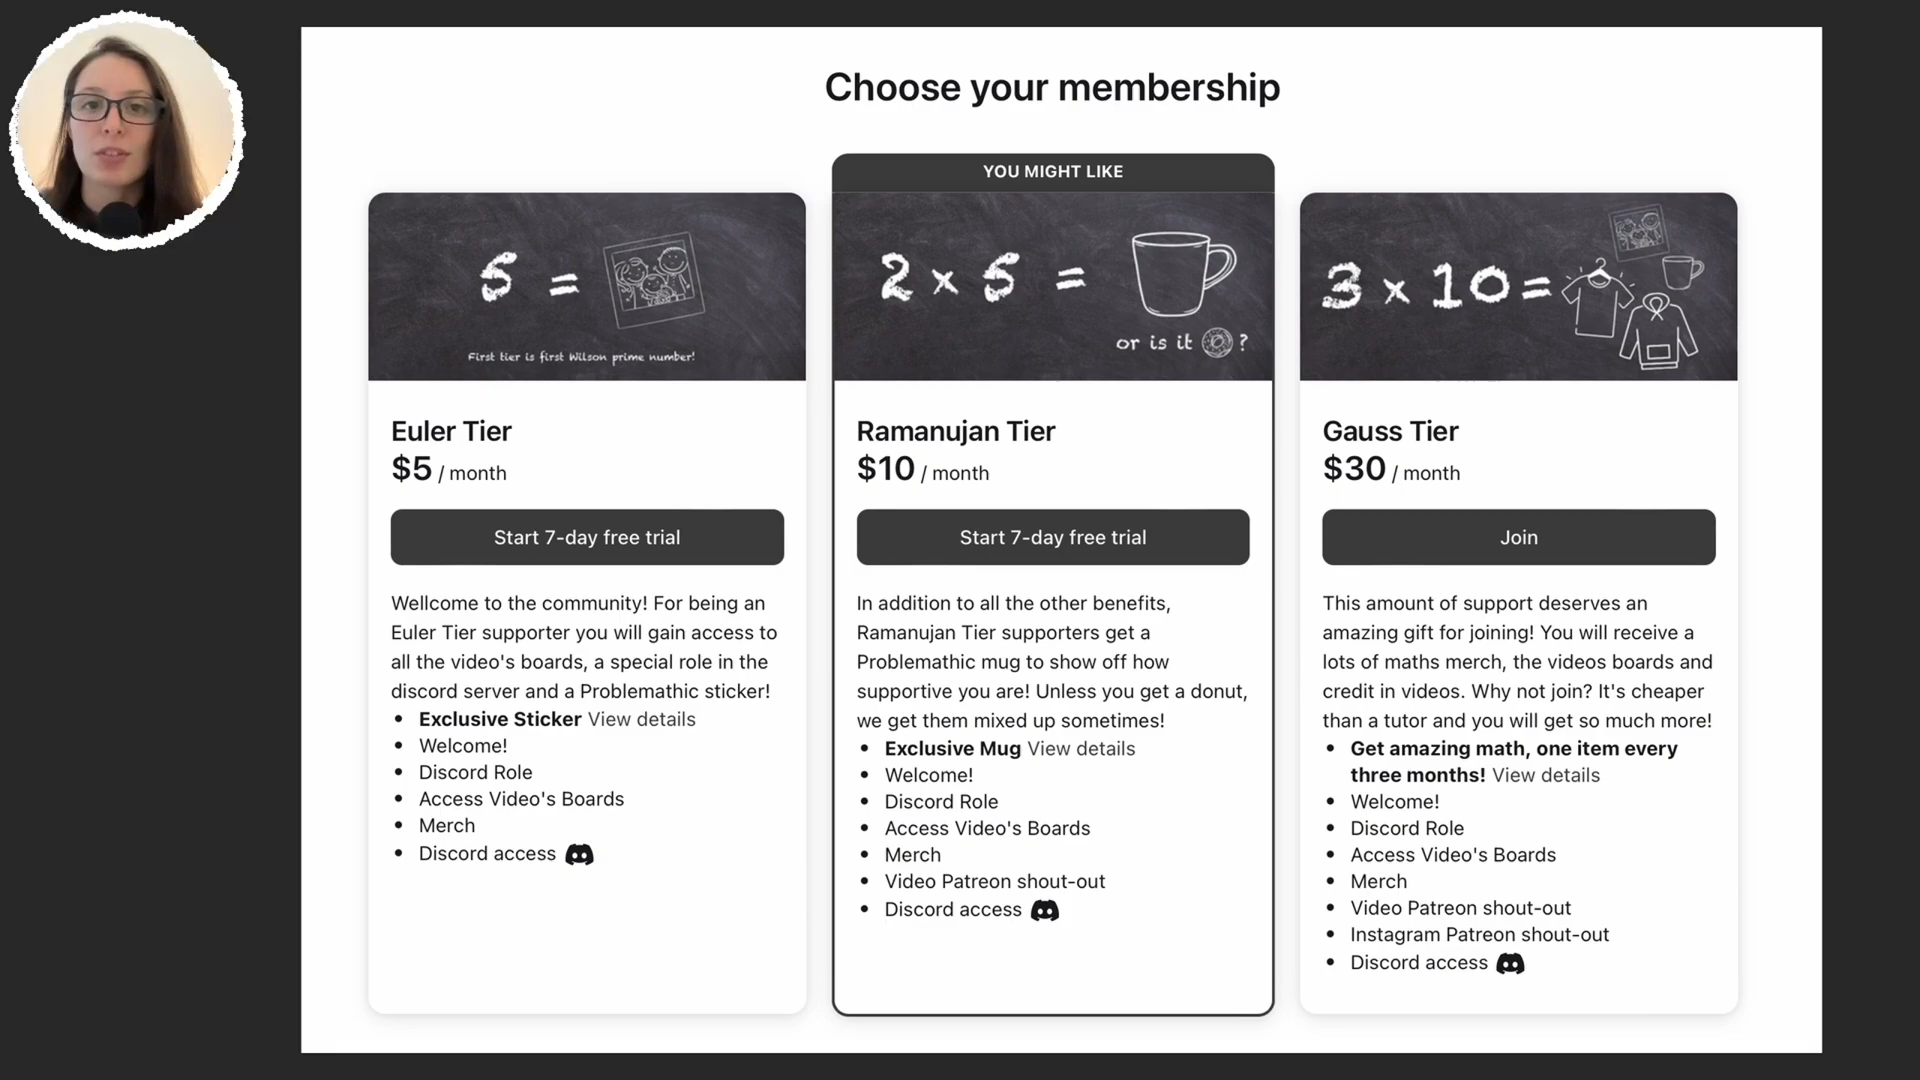 Choose your membership
YOU MIGHT LIKE
5 =
First tier is first Wilson prime number!
Euler Tier
$5 / month
Start 7-day free trial
Wellcome to the community! For being an
Euler Tier supporter you will gain access to
all the video's boards, a special role in the
discord server and a Problemathic sticker!
• Exclusive Sticker View details
• Welcome!
• Discord Role
• Access Video's Boards
• Merch
• Discord access
2 x 5 =
or is it ?
Ramanujan Tier
$10 / month
Start 7-day free trial
In addition to all the other benefits,
Ramanujan Tier supporters get a
Problemathic mug to show off how
supportive you are! Unless you get a donut,
we get them mixed up sometimes!
• Exclusive Mug View details
• Welcome!
• Discord Role
• Access Video's Boards
• Merch
• Video Patreon shout-out
• Discord access
3 x 10 =
Gauss Tier
$30 / month
Join
This amount of support deserves an
amazing gift for joining! You will receive a
lots of maths merch, the videos boards and
credit in videos. Why not join? It's cheaper
than a tutor and you will get so much more!
• Get amazing math, one item every
three months! View details
• Welcome!
• Discord Role
• Access Video's Boards
• Merch
• Video Patreon shout-out
• Instagram Patreon shout-out
• Discord access